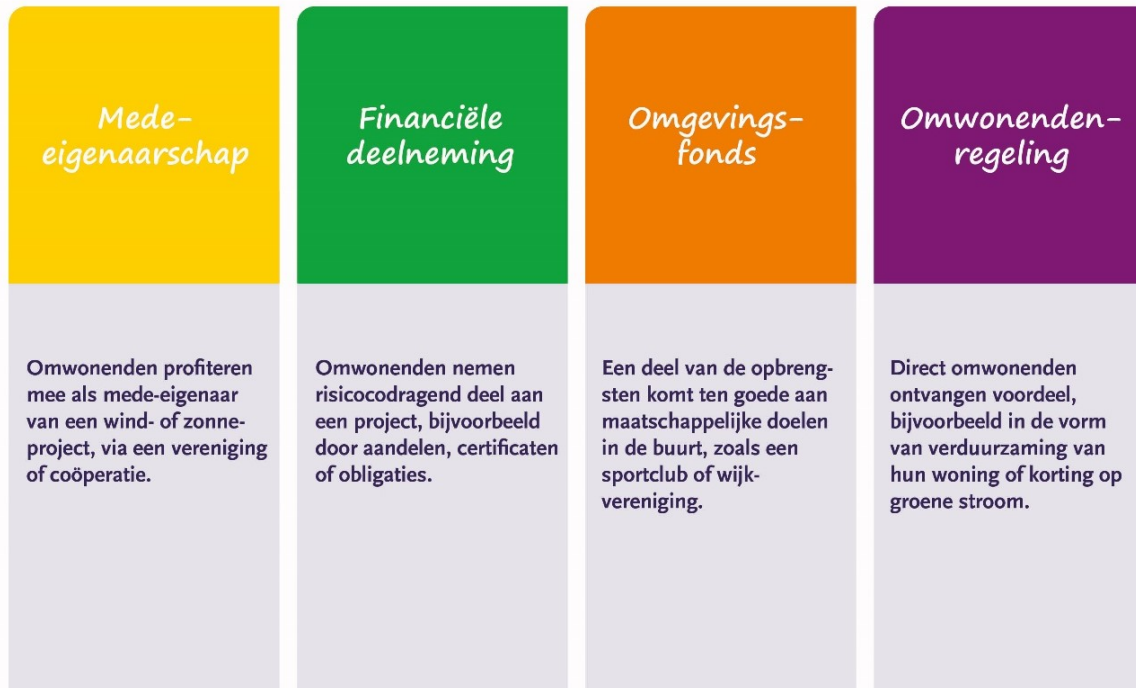 Mede-
eigenaarschap
Omwonenden profiteren
mee als mede-eigenaar
van een wind- of zonne-
project, via een vereniging
of coöperatie.
Financiële
deelneming
Omwonenden nemen
risicocodragend deel aan
een project, bijvoorbeeld
door aandelen, certificaten
of obligaties.
Omgevings-
fonds
Een deel van de opbreng-
sten komt ten goede aan
maatschappelijke doelen
in de buurt, zoals een
sportclub of wijk-
vereniging.
Omwonenden-
regeling
Direct omwonenden
ontvangen voordeel,
bijvoorbeeld in de vorm
van verduurzaming van
hun woning of korting op
groene stroom.